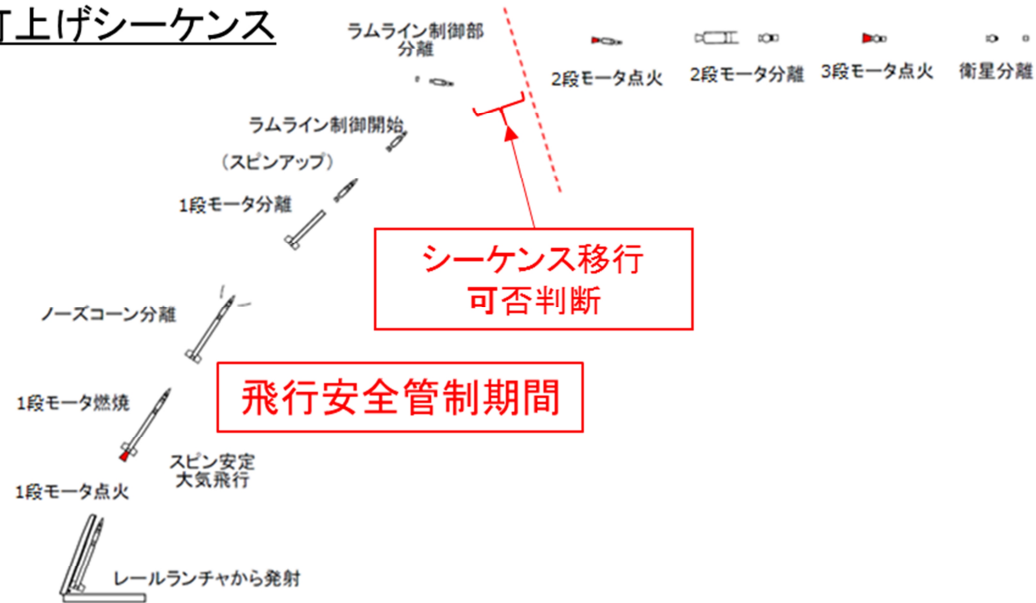 打上げシーケンス
ラムライン制御部
分離
2段モータ点火
2段モータ分離
3段モータ点火
衛星分離
ラムライン制御開始
（スピンアップ）
1段モータ分離
シーケンス移行
可否判断
ノーズコーン分離
飛行安全管制期間
1段モータ燃焼
スピン安定
大気飛行
1段モータ点火
レールランチャから発射